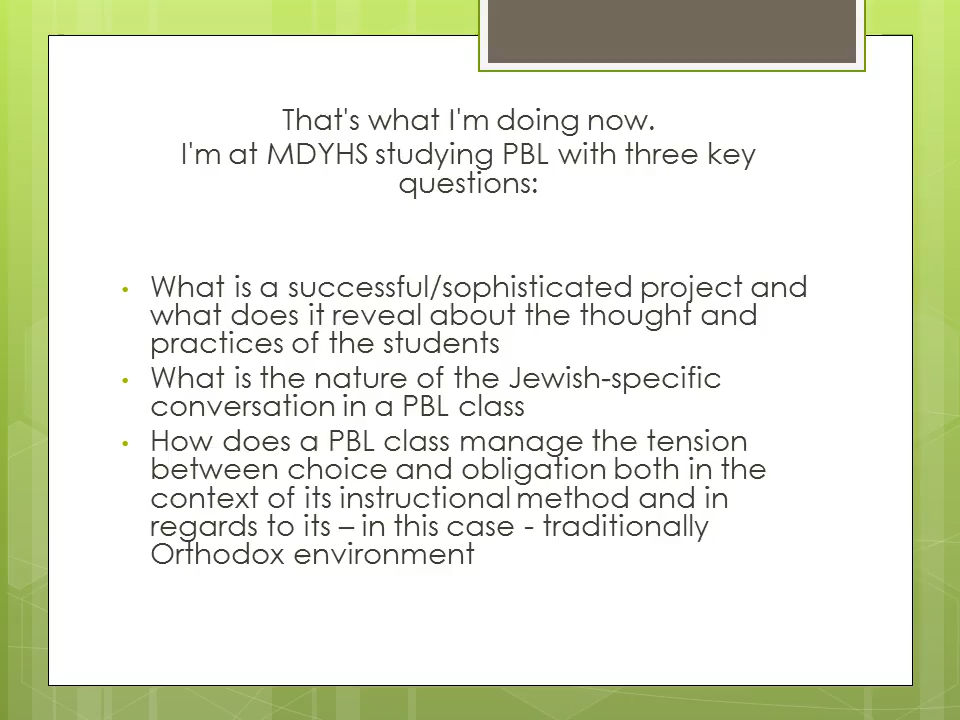 That's what I'm doing now.
I'm at MDYHS studying PBL with three key
questions:
• What is a successful/sophisticated project and
what does it reveal about the thought and
practices of the students
• What is the nature of the Jewish-specific
conversation in a PBL class
• How does a PBL class manage the tension
between choice and obligation both in the
context of its instructional method and in
regards to its – in this case - traditionally
Orthodox environment